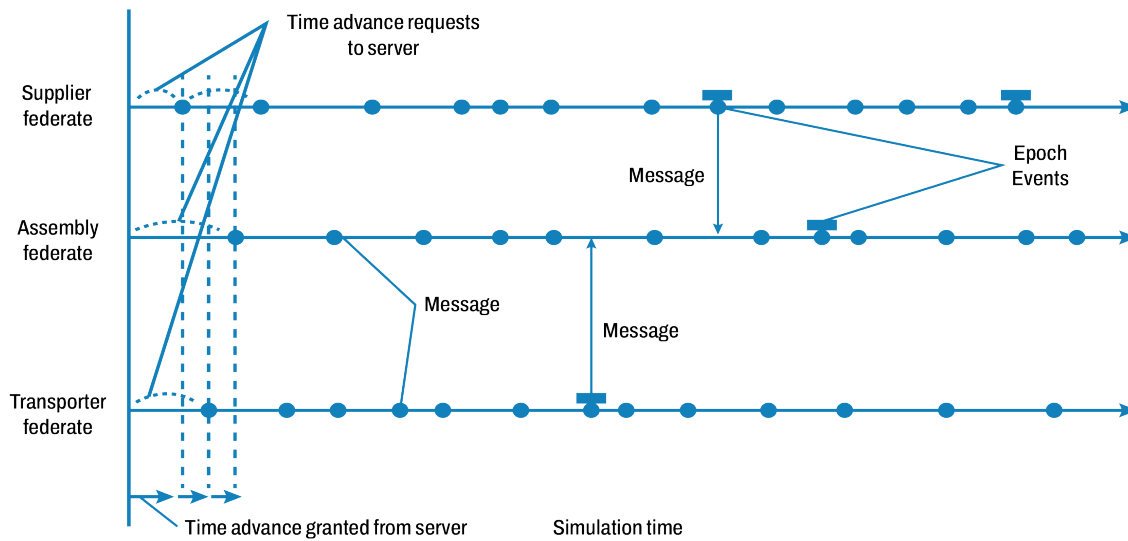 Time advance requests
to server
Supplier
federate
Message
Epoch
Events
Assembly
federate
Message
Message
Transporter
federate
Time advance granted from server
Simulation time